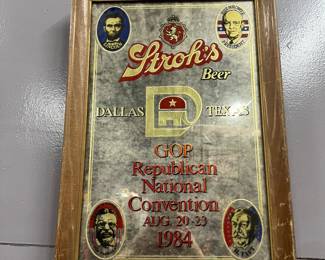 Stroh's
Beer
DALLAS TEXAS
GOP
Republican
National
Convention
AUG. 20-23
1984